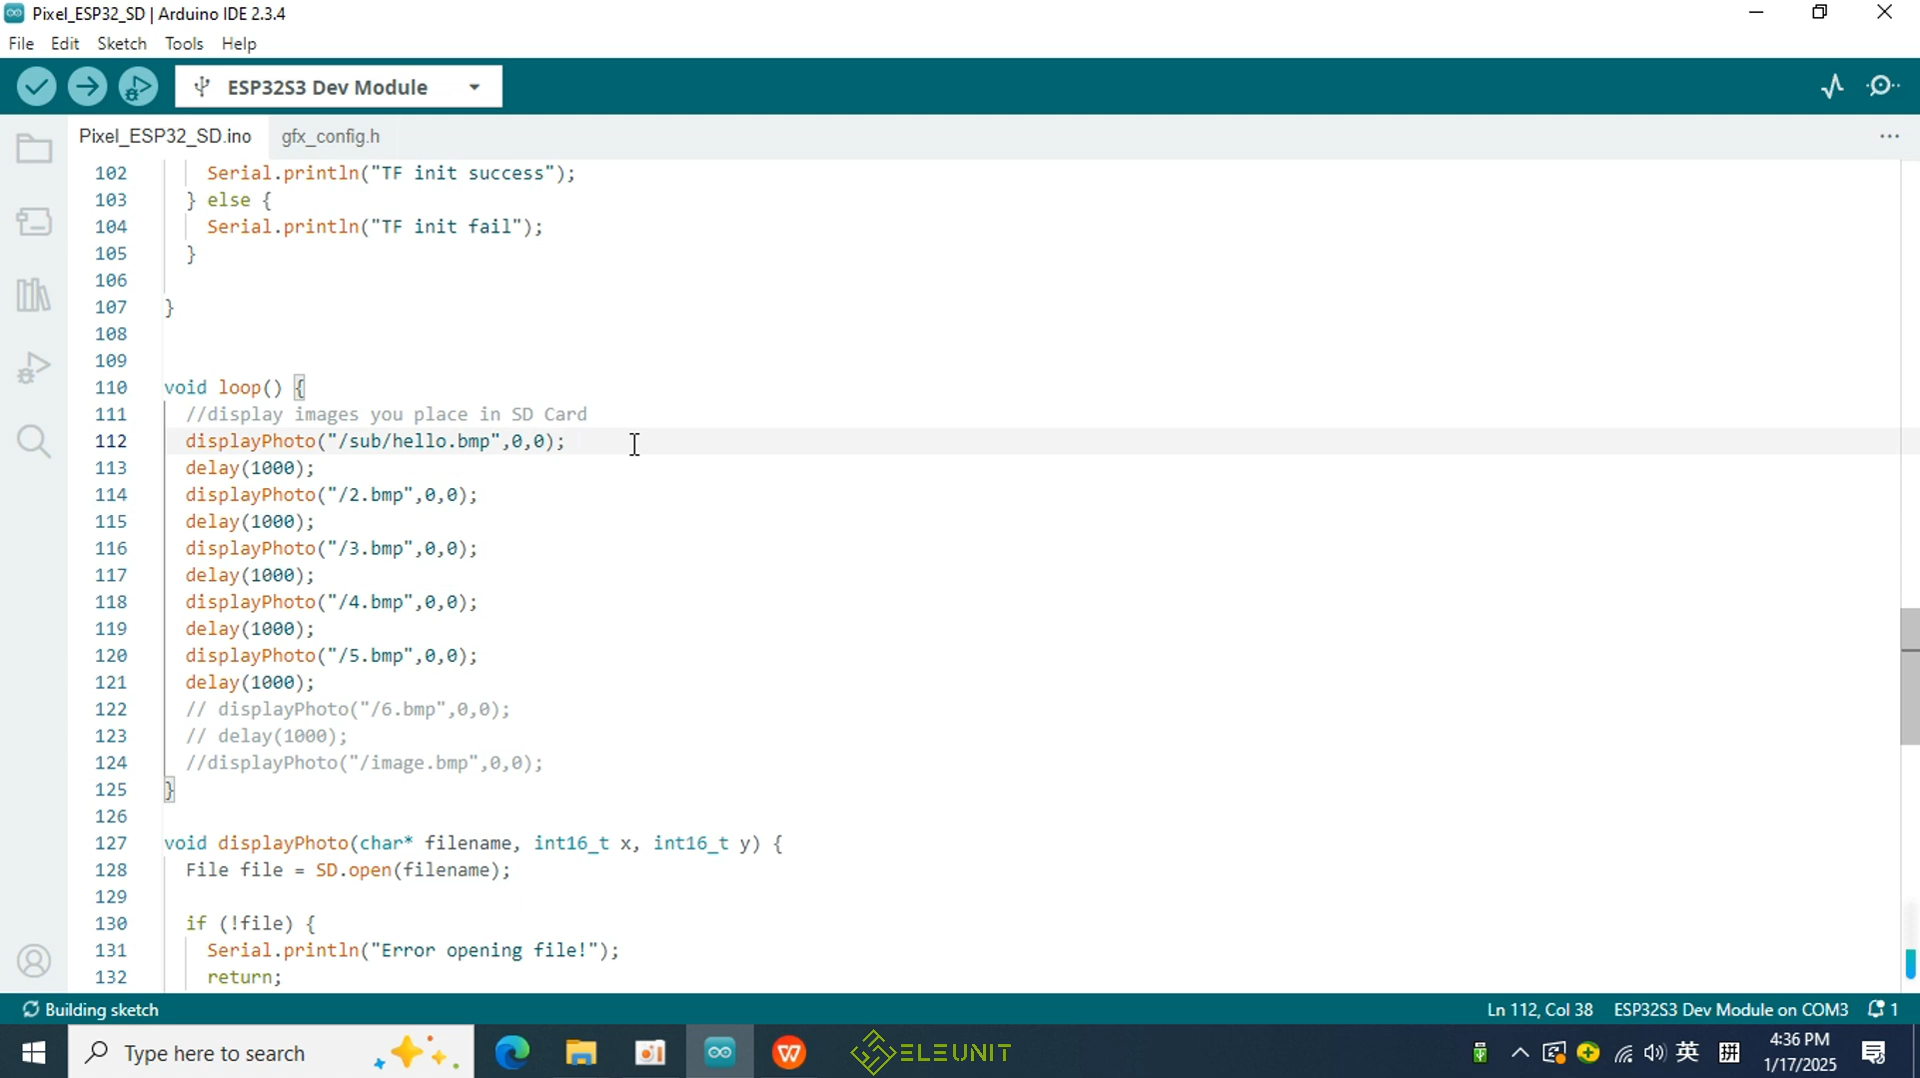 Pixel_ESP32_SD | Arduino IDE 2.3.4
File Edit Sketch Tools Help
ESP32S3 Dev Module
Pixel_ESP32_SD.ino gfx_config.h
102 Serial.println("TF init success");
103 } else {
104 Serial.println("TF init fail");
105 }
106
107 }
108
109
110 void loop() {
111 //display images you place in SD Card
112 displayPhoto("/sub/hello.bmp",0,0);
113 delay(1000);
114 displayPhoto("/2.bmp",0,0);
115 delay(1000);
116 displayPhoto("/3.bmp",0,0);
117 delay(1000);
118 displayPhoto("/4.bmp",0,0);
119 delay(1000);
120 displayPhoto("/5.bmp",0,0);
121 delay(1000);
122 // displayPhoto("/6.bmp",0,0);
123 // delay(1000);
124 //displayPhoto("/image.bmp",0,0);
125 }
126
127 void displayPhoto(char* filename, int16_t x, int16_t y) {
128 File file = SD.open(filename);
129
130 if (!file) {
131 Serial.println("Error opening file!");
132 return;
Building sketch Ln 112, Col 38 ESP32S3 Dev Module on COM3 1
Type here to search W ELEUNIT 英 拼 4:36 PM
1/17/2025